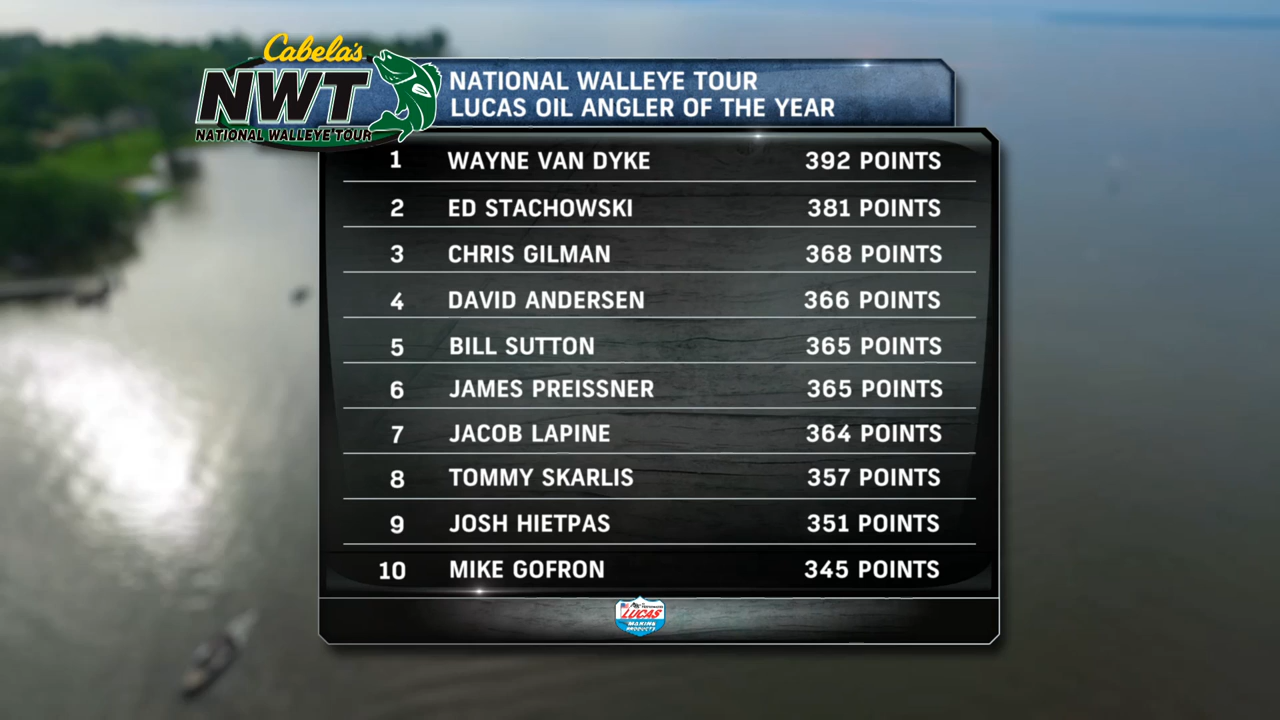 Cabela's
NWT
NATIONAL WALLEYE TOUR
NATIONAL WALLEYE TOUR
LUCAS OIL ANGLER OF THE YEAR
1 WAYNE VAN DYKE 392 POINTS
2 ED STACHOWSKI 381 POINTS
3 CHRIS GILMAN 368 POINTS
4 DAVID ANDERSEN 366 POINTS
5 BILL SUTTON 365 POINTS
6 JAMES PREISSNER 365 POINTS
7 JACOB LAPINE 364 POINTS
8 TOMMY SKARLIS 357 POINTS
9 JOSH HIETPAS 351 POINTS
10 MIKE GOFRON 345 POINTS
LUCAS
MARINE
PRODUCTS